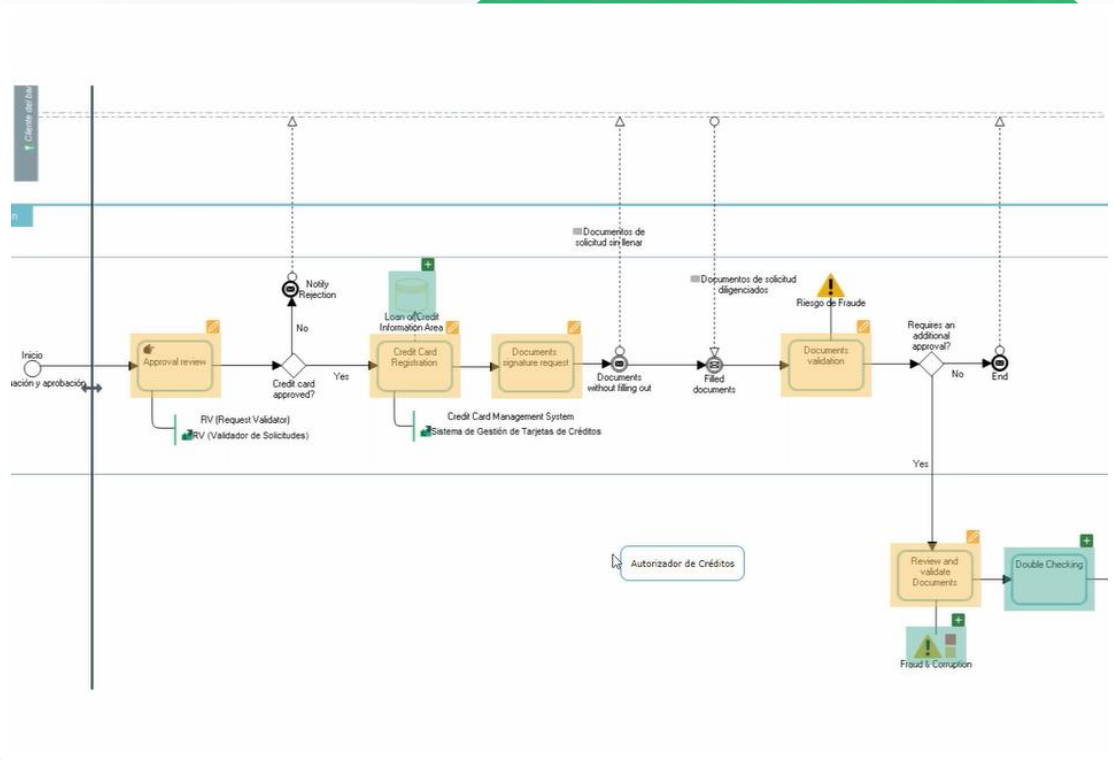 Cliente del ba
n
Documentos de
solicitud sin llenar
Notify
Rejection
Documentos de solicitud
diligenciados
Riesgo de Fraude
Loan or Credit
Information Area
No
Requires an
additional
approval?
Inicio
Approval review
Credit Card
Registration
Documents
signature request
Documents
validation
Yes
No
End
ación y aprobación
Credit card
approved?
Documents
without filling out
Filled
documents
RV (Request Validator)
RV (Validador de Solicitudes)
Credit Card Management System
Sistema de Gestión de Tarjetas de Créditos
Yes
Autorizador de Créditos
Review and
validate
Documents
Double Checking
Fraud & Corruption